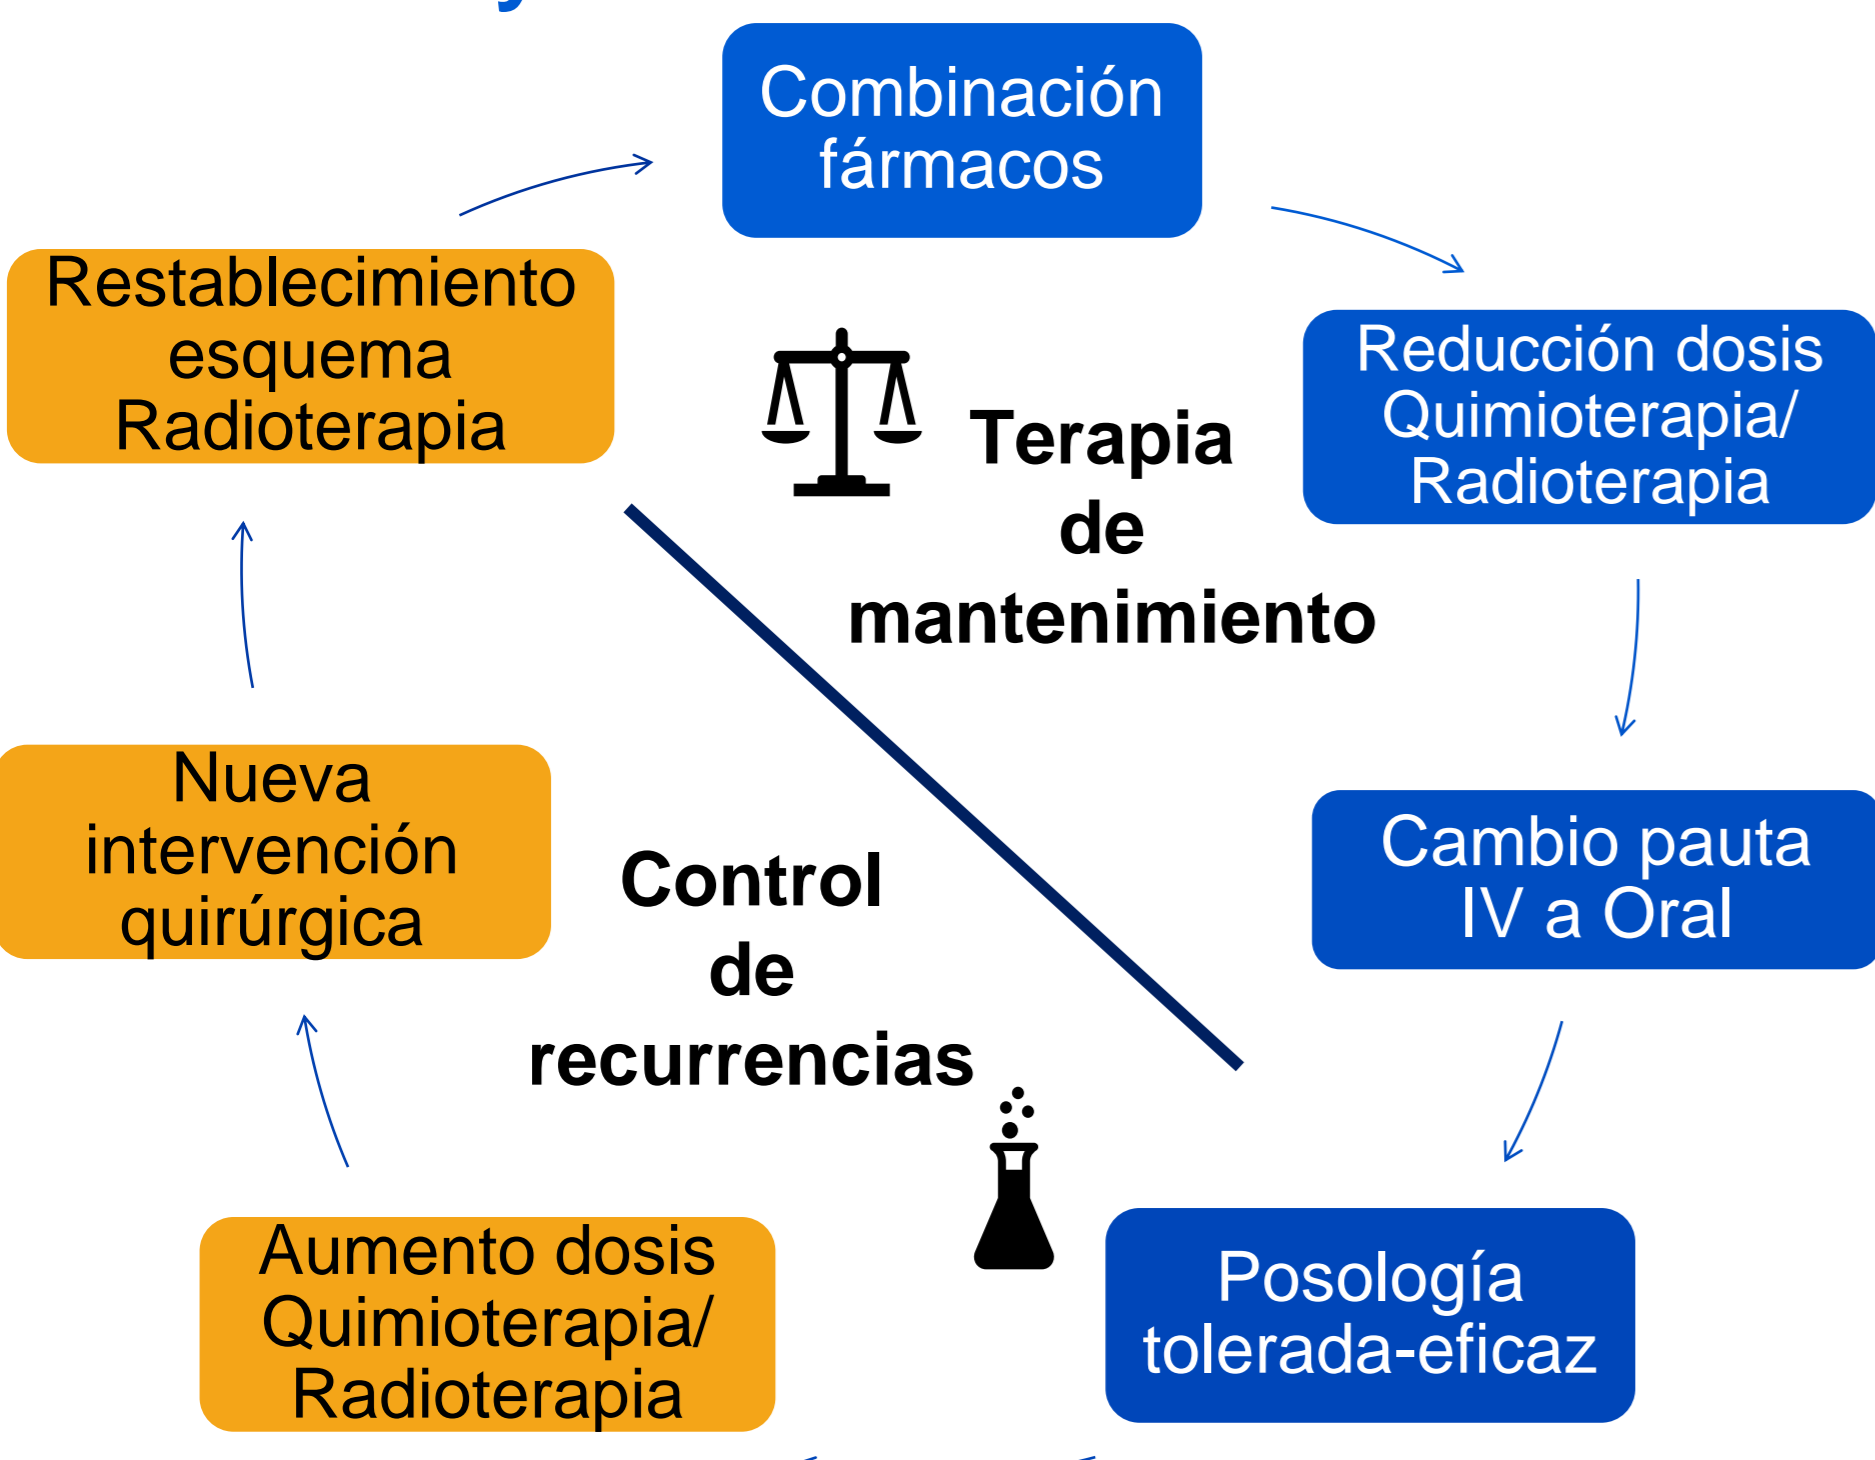 Combinación
fármacos
Restablecimiento
esquema
Radioterapia
Reducción dosis
Quimioterapia/
Radioterapia
Terapia
de
mantenimiento
Nueva
intervención
quirúrgica
Cambio pauta
IV a Oral
Control
de
recurrencias
Aumento dosis
Quimioterapia/
Radioterapia
Posología
tolerada-eficaz